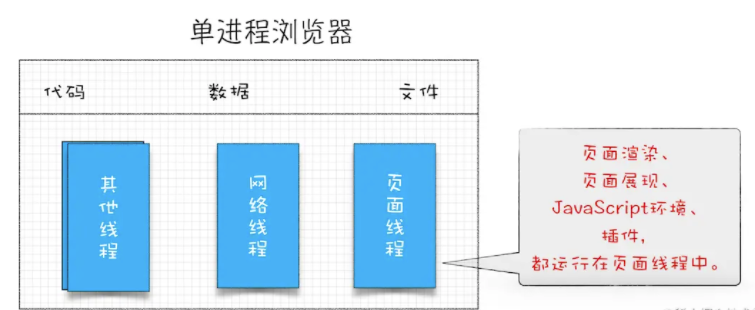 单进程浏览器
代码 数据 文件
其他线程
网络线程
页面线程
页面渲染、
页面展现、
JavaScript环境、
插件，
都运行在页面线程中。